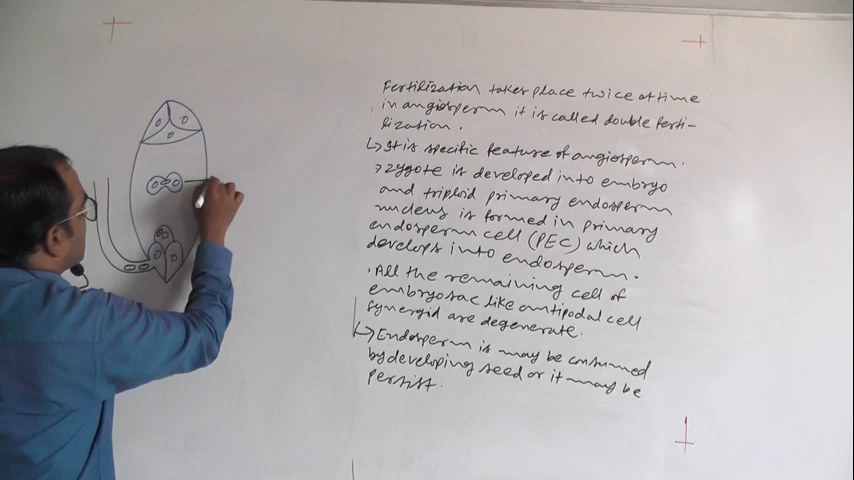 Fertilization takes place twice at time
in angiosperm it is called double ferti-
lization.
↳ It is specific feature of angiosperm.
→ zygote is developed into embryo
and triploid primary endosperm
nucleus is formed in primary
endosperm cell (PEC) which
develops into endosperm.
. All the remaining cell of
embryosac like antipodal cell
synergid are degenerate.
↳ Endosperm is may be consumed
by developing seed or it may be
persist.